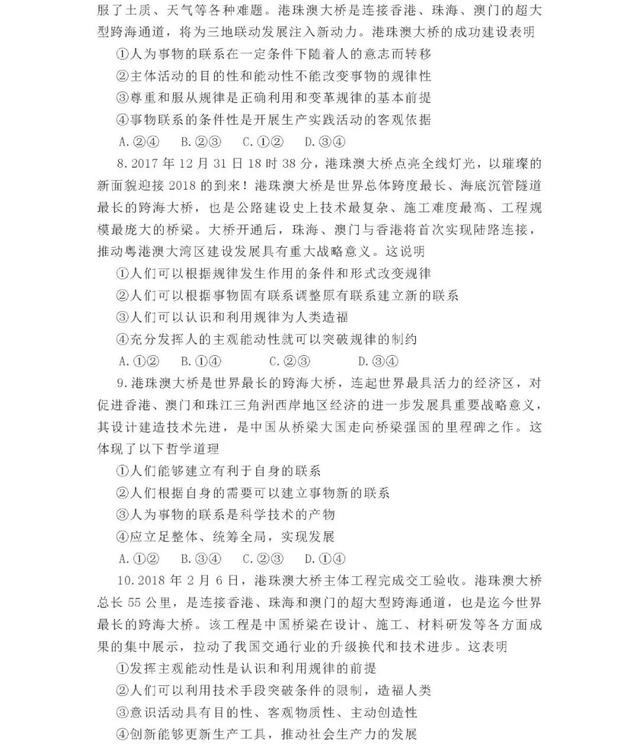 服了土质、天气等各种难题。港珠澳大桥是连接香港、珠海、澳门的超大
型跨海通道，将为三地联动发展注入新动力。港珠澳大桥的成功建设表明
①人为事物的联系在一定条件下随着人的意志而转移
②主体活动的目的性和能动性不能改变事物的规律性
③尊重和服从规律是正确利用和变革规律的基本前提
④事物联系的条件性是开展生产实践活动的客观依据
A.②④ B.②③ C.①② D.③④
8.2017年12月31日18时38分，港珠澳大桥点亮全线灯光，以璀璨的
新面貌迎接2018的到来！港珠澳大桥是世界总体跨度最长、海底沉管隧道
最长的跨海大桥，也是公路建设史上技术最复杂、施工难度最高、工程规
模最庞大的桥梁。大桥开通后，珠海、澳门与香港将首次实现陆路连接，
推动粤港澳大湾区建设发展具有重大战略意义。这说明
①人们可以根据规律发生作用的条件和形式改变规律
②人们可以根据事物固有联系调整原有联系建立新的联系
③人们可以认识和利用规律为人类造福
④充分发挥人的主观能动性就可以突破规律的制约
A.①② B.①④ C.②③ D.③④
9.港珠澳大桥是世界最长的跨海大桥，连起世界最具活力的经济区，对
促进香港、澳门和珠江三角洲西岸地区经济的进一步发展具重要战略意义，
其设计建造技术先进，是中国从桥梁大国走向桥梁强国的里程碑之作。这
体现了以下哲学道理
①人们能够建立有利于自身的联系
②人们根据自身的需要可以建立事物新的联系
③人为事物的联系是科学技术的产物
④应立足整体、统筹全局，实现发展
A.①② B.③④ C.②③ D.①④
10.2018年2月6日，港珠澳大桥主体工程完成交工验收。港珠澳大桥
总长55公里，是连接香港、珠海和澳门的超大型跨海通道，也是迄今世界
最长的跨海大桥。该工程是中国桥梁在设计、施工、材料研发等各方面成
果的集中展示，拉动了我国交通行业的升级换代和技术进步。这表明
①发挥主观能动性是认识和利用规律的前提
②人们可以利用技术手段突破条件的限制，造福人类
③意识活动具有目的性、客观物质性、主动创造性
④创新能够更新生产工具，推动社会生产力的发展